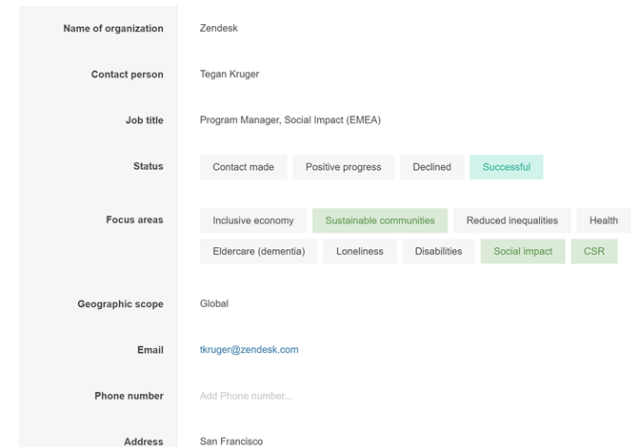 Name of organization Zendesk
Contact person Tegan Kruger
Job title Program Manager, Social Impact (EMEA)
Status Contact made Positive progress Declined Successful
Focus areas Inclusive economy Sustainable communities Reduced inequalities Health
Eldercare (dementia) Loneliness Disabilities Social impact CSR
Geographic scope Global
Email tkruger@zendesk.com
Phone number Add Phone number...
Address San Francisco